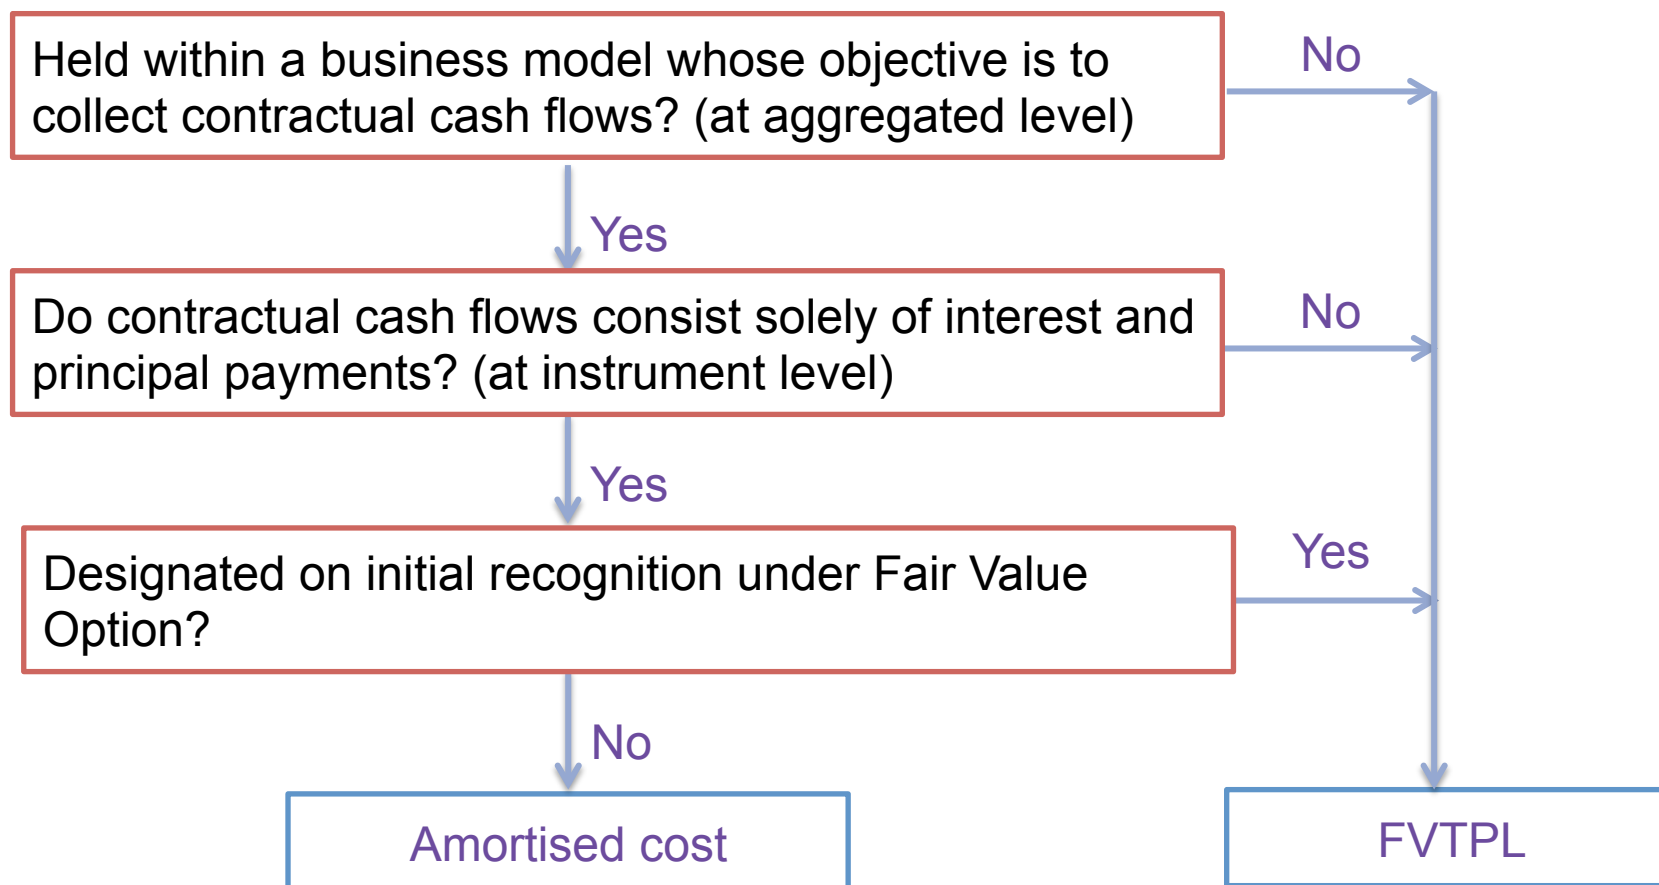 Held within a business model whose objective is to
collect contractual cash flows? (at aggregated level)
No
Yes
Do contractual cash flows consist solely of interest and
principal payments? (at instrument level)
No
Yes
Designated on initial recognition under Fair Value
Option?
Yes
No
Amortised cost
FVTPL